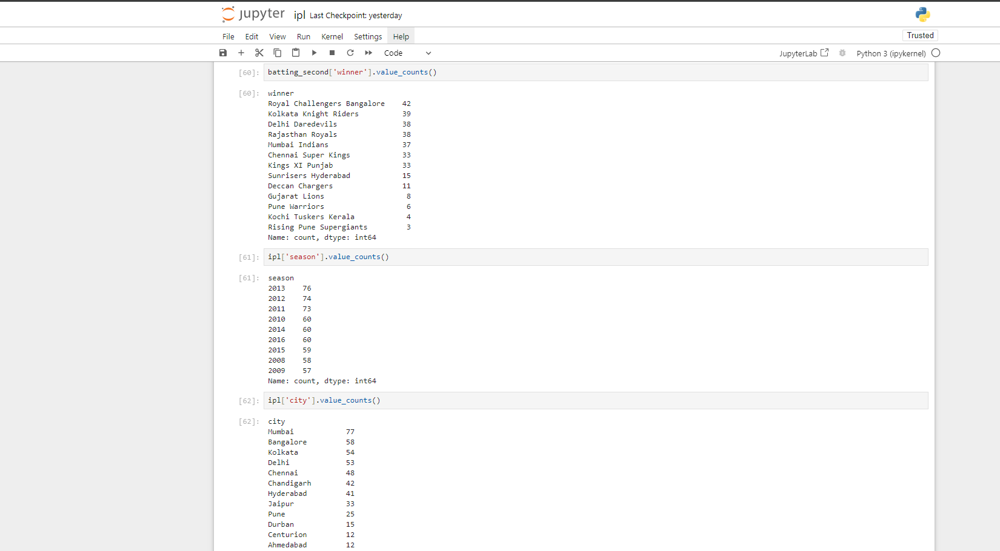 jupyter ipl Last Checkpoint: yesterday
File Edit View Run Kernel Settings Help Trusted
Code JupyterLab Python 3 (ipykernel)
[60]: batting_second['winner'].value_counts()
[60]: winner
Royal Challengers Bangalore 42
Kolkata Knight Riders 39
Delhi Daredevils 38
Rajasthan Royals 38
Mumbai Indians 37
Chennai Super Kings 33
Kings XI Punjab 33
Sunrisers Hyderabad 15
Deccan Chargers 11
Gujarat Lions 8
Pune Warriors 6
Kochi Tuskers Kerala 4
Rising Pune Supergiants 3
Name: count, dtype: int64
[61]: ipl['season'].value_counts()
[61]: season
2013 76
2012 74
2011 73
2010 60
2014 60
2016 60
2015 59
2008 58
2009 57
Name: count, dtype: int64
[62]: ipl['city'].value_counts()
[62]: city
Mumbai 77
Bangalore 58
Kolkata 54
Delhi 53
Chennai 48
Chandigarh 42
Hyderabad 41
Jaipur 33
Pune 25
Durban 15
Centurion 12
Ahmedabad 12